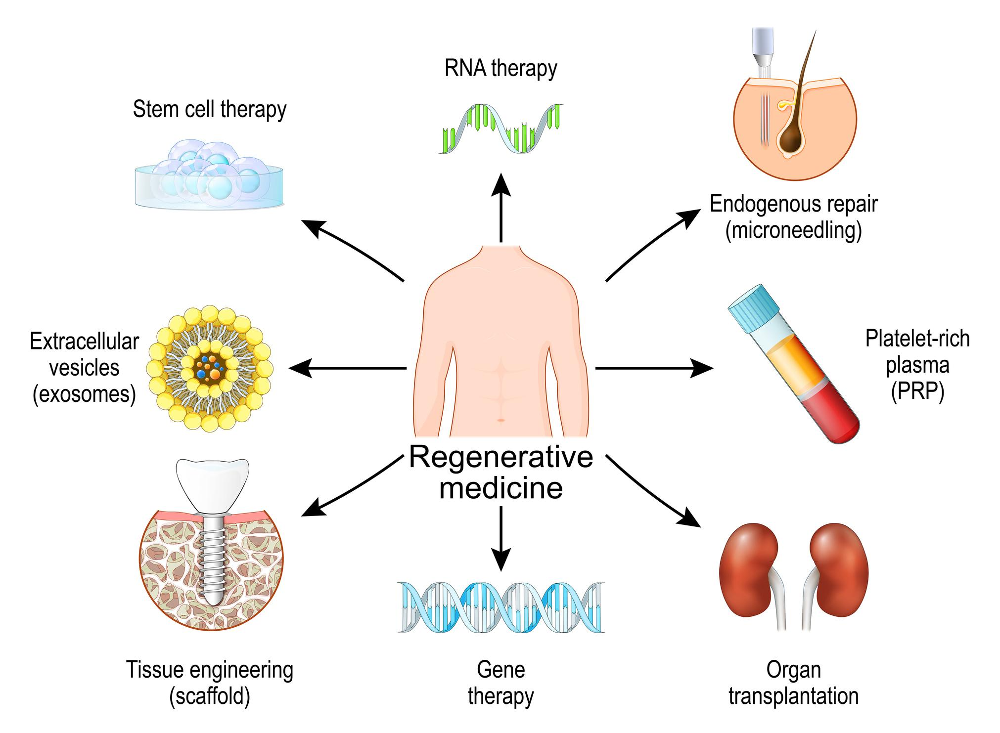 RNA therapy
Stem cell therapy
Endogenous repair
(microneedling)
Extracellular
vesicles
(exosomes)
Platelet-rich
plasma
(PRP)
Regenerative
medicine
Tissue engineering
(scaffold)
Gene
therapy
Organ
transplantation